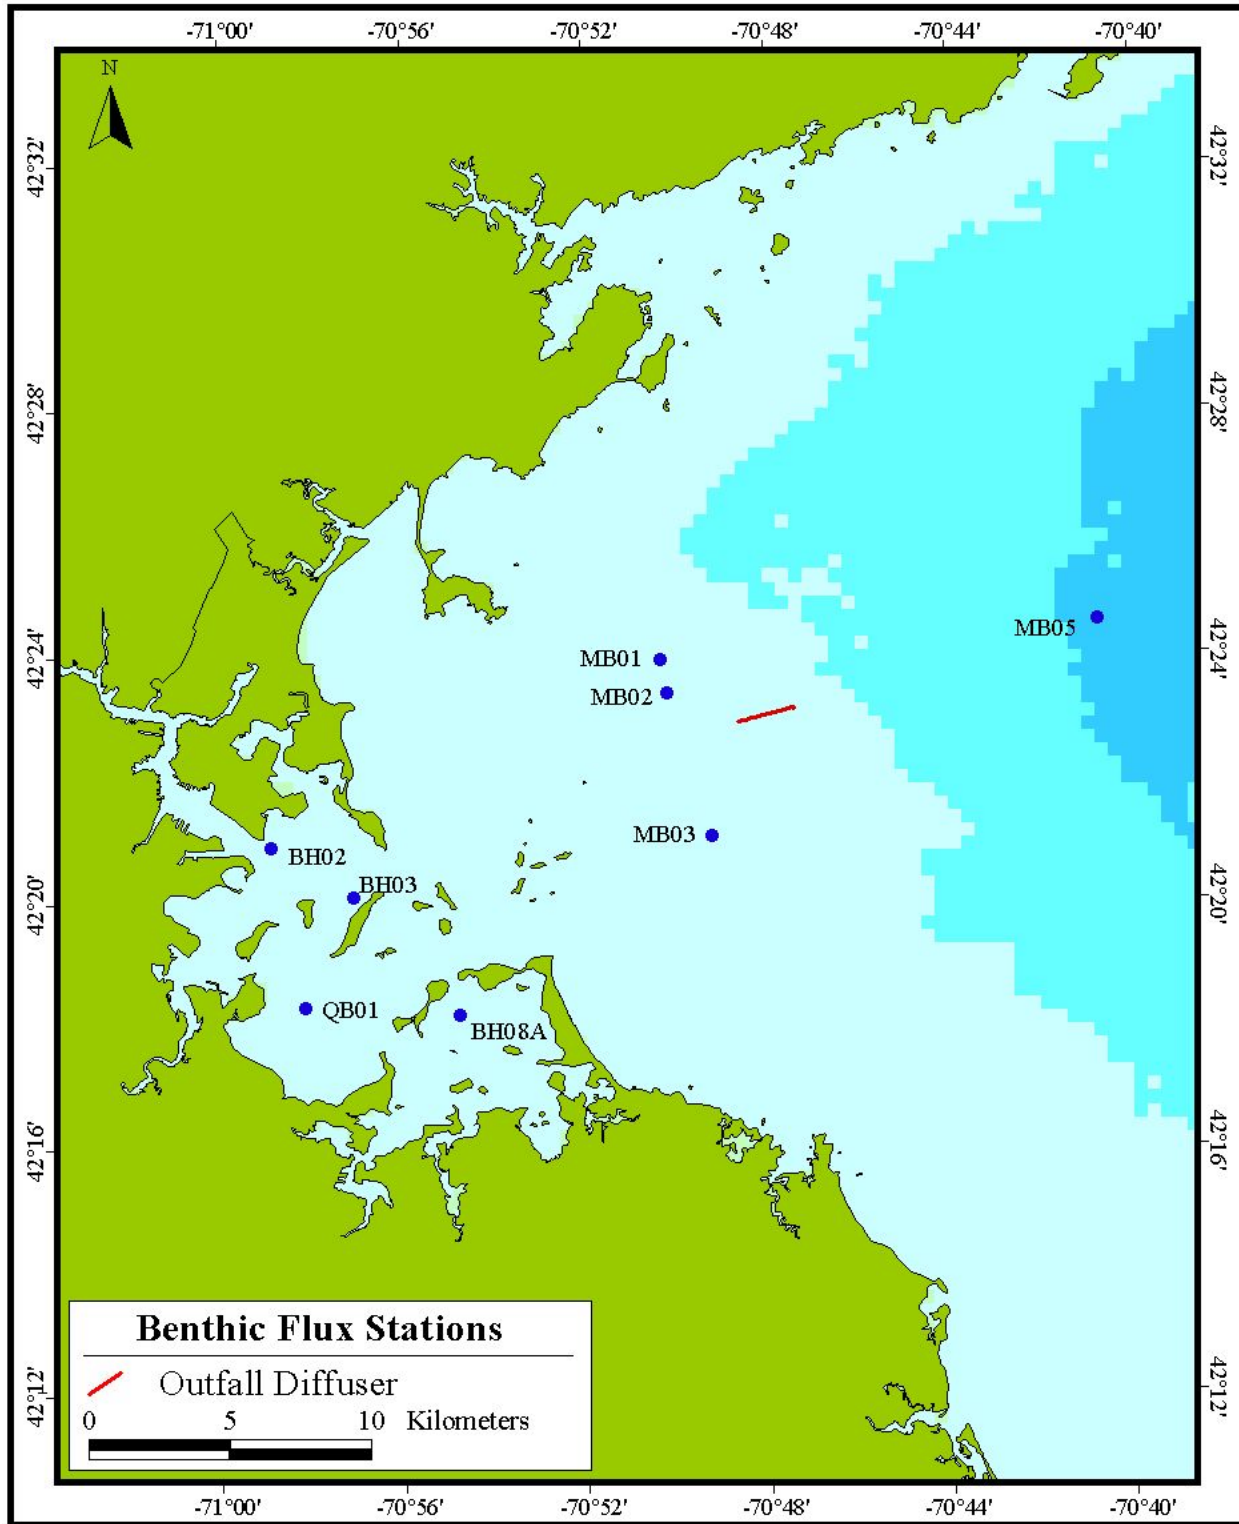 -71°00' -70°56' -70°52' -70°48' -70°44' -70°40'
N
42°32' 42°32'
42°28' 42°28'
MB05
42°24' 42°24'
MB01
MB02
MB03
BH02
BH03
42°20' 42°20'
QB01
BH08A
42°16' 42°16'
Benthic Flux Stations
Outfall Diffuser
42°12' 42°12'
0 5 10 Kilometers
-71°00' -70°56' -70°52' -70°48' -70°44' -70°40'